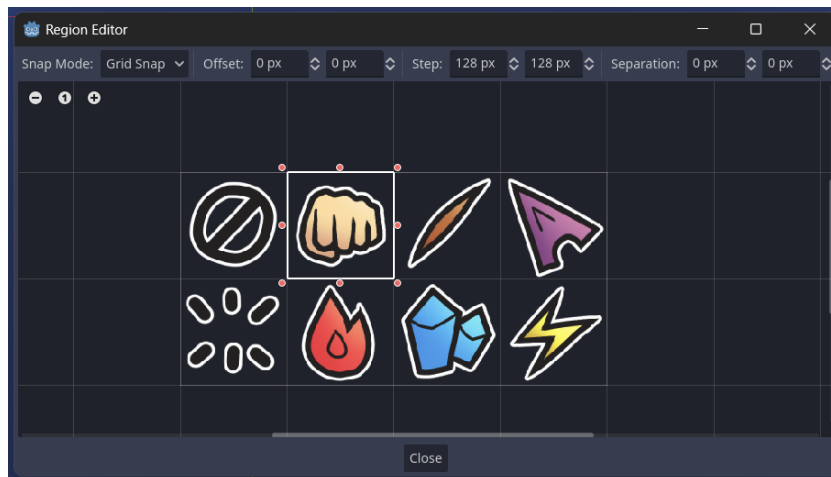 Region Editor
Snap Mode: Grid Snap Offset: 0 px 0 px Step: 128 px 128 px Separation: 0 px 0 px
1
Close